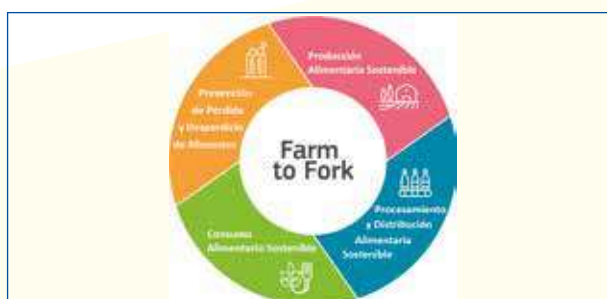 Producción
Alimentaria Sostenible
Procesamiento
y Distribución
Alimentaria
Sostenible
Consumo
Alimentario Sostenible
Prevención
de Pérdida
y Desperdicio
de Alimentos
Farm
to Fork